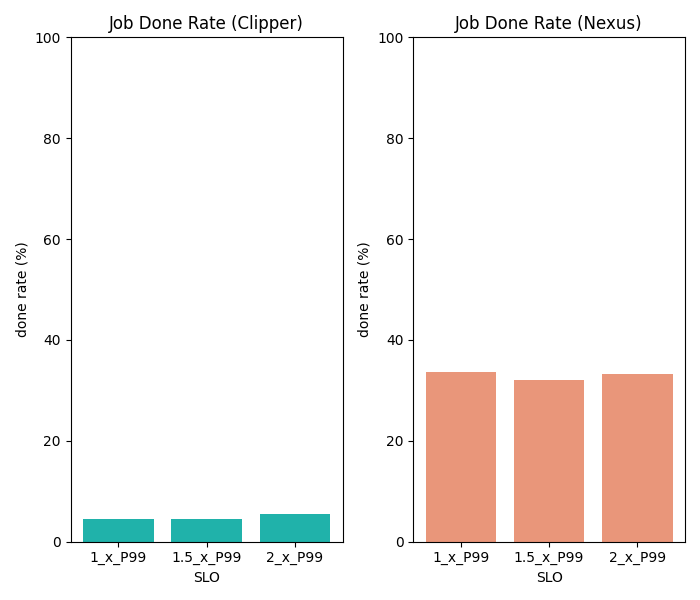 Job Done Rate (Clipper)
100
80
60
40
20
0
done rate (%)
1_x_P99 1.5_x_P99 2_x_P99
SLO
Job Done Rate (Nexus)
100
80
60
40
20
0
done rate (%)
1_x_P99 1.5_x_P99 2_x_P99
SLO